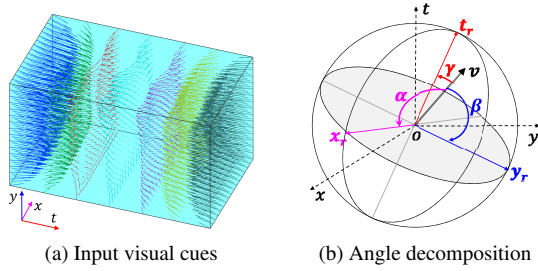 y
x
t
t
t_r
γ
v
α
β
o
y
x_r
y_r
x
(a) Input visual cues
(b) Angle decomposition